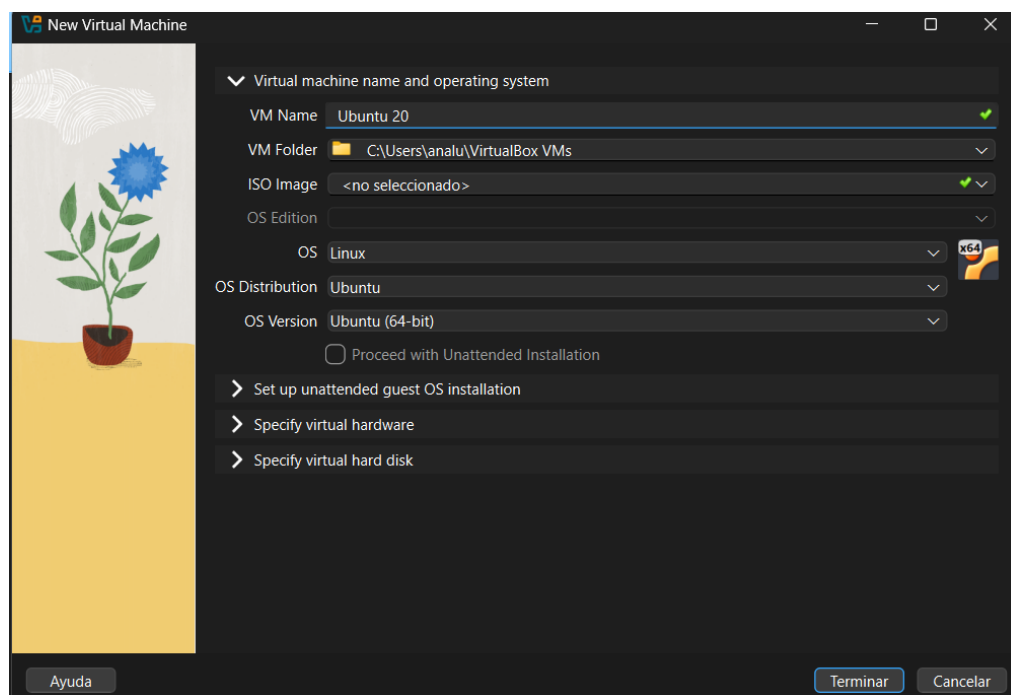 New Virtual Machine
Virtual machine name and operating system
VM Name Ubuntu 20
VM Folder C:\Users\analu\VirtualBox VMs
ISO Image <no seleccionado>
OS Edition
OS Linux
x64
OS Distribution Ubuntu
OS Version Ubuntu (64-bit)
Proceed with Unattended Installation
Set up unattended guest OS installation
Specify virtual hardware
Specify virtual hard disk
Ayuda Terminar Cancelar